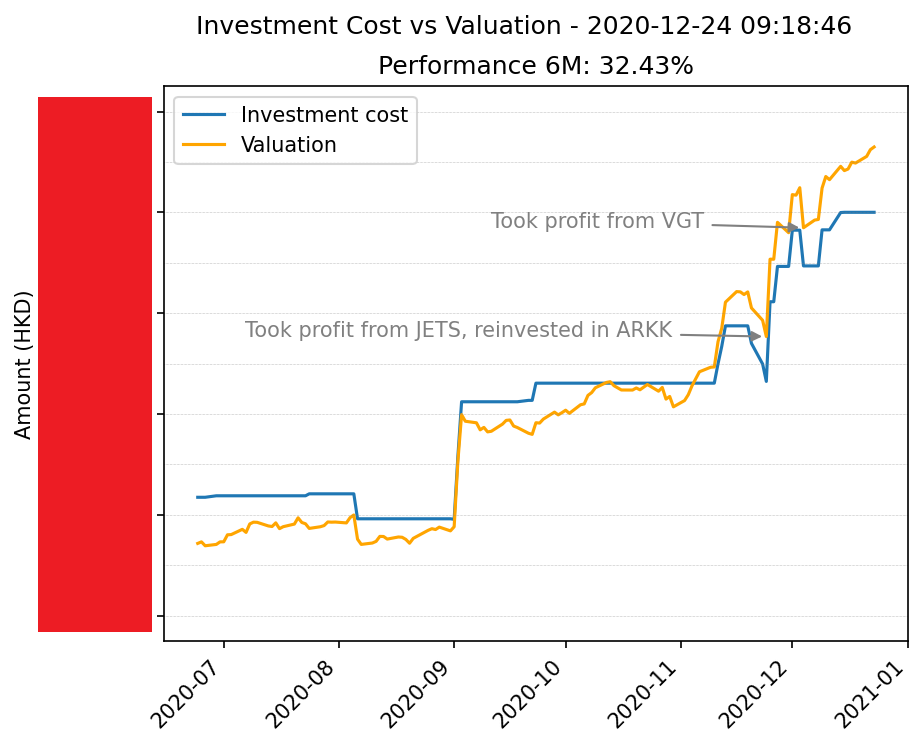 Investment Cost vs Valuation - 2020-12-24 09:18:46
Performance 6M: 32.43%
Investment cost
Valuation
Took profit from VGT
Took profit from JETS, reinvested in ARKK
Amount (HKD)
2020-07
2020-08
2020-09
2020-10
2020-11
2020-12
2021-01